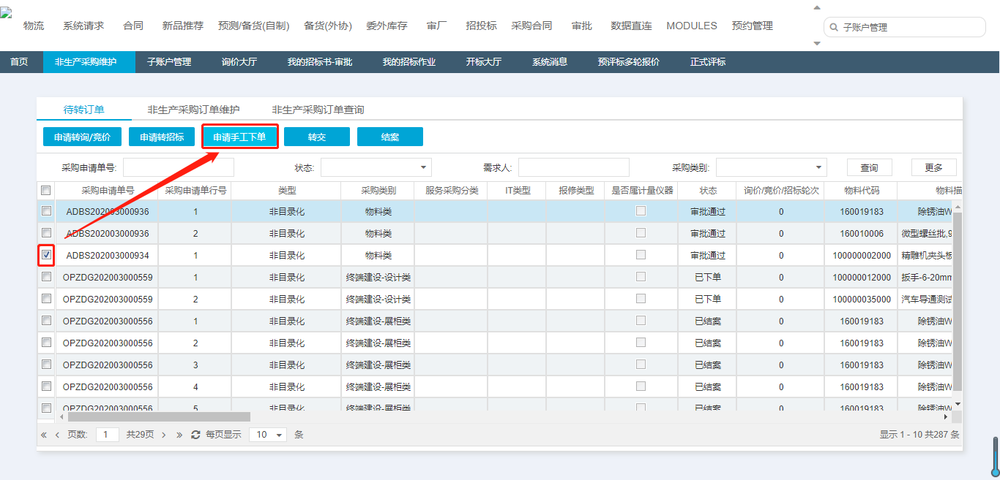 物流 系统请求 合同 新品推荐 预测/备货(自制) 备货(外协) 委外库存 审厂 招投标 采购合同 审批 数据直连 MODULES 预约管理 子账户管理
首页 非生产采购维护 子账户管理 询价大厅 我的招标书-审批 我的招标作业 开标大厅 系统消息 预评标多轮报价 正式评标
待转订单 非生产采购订单维护 非生产采购订单查询
申请转询/竞价 申请转招标 申请手工下单 转交 结案
采购申请单号: 状态: 需求人: 采购类别: 查询 更多
采购申请单号 采购申请单行号 类型 采购类别 服务采购分类 IT类型 报修类型 是否属计量仪器 状态 询价/竞价/招标轮次 物料代码 物料描
ADBS202003000936 1 非目录化 物料类 审批通过 0 160019183 除锈油W
ADBS202003000936 2 非目录化 物料类 审批通过 0 160010006 微型螺丝批,9
ADBS202003000934 1 非目录化 物料类 审批通过 0 100000002000 精雕机夹头板
OPZDG202003000559 1 非目录化 终端建设-设计类 已下单 0 100000012000 扳手-6-20mm
OPZDG202003000559 2 非目录化 终端建设-设计类 已下单 0 100000035000 汽车导通测试
OPZDG202003000556 1 非目录化 终端建设-展柜类 已结案 0 160019183 除锈油W
OPZDG202003000556 2 非目录化 终端建设-展柜类 已结案 0 160019183 除锈油W
OPZDG202003000556 3 非目录化 终端建设-展柜类 已结案 0 160019183 除锈油W
OPZDG202003000556 4 非目录化 终端建设-展柜类 已结案 0 160019183 除锈油W
OPZDG202003000556 5 非目录化 终端建设-展柜类 已结案 0 160019183 除锈油W
页数: 1 共29页 每页显示 10 条 显示 1 - 10 共287 条